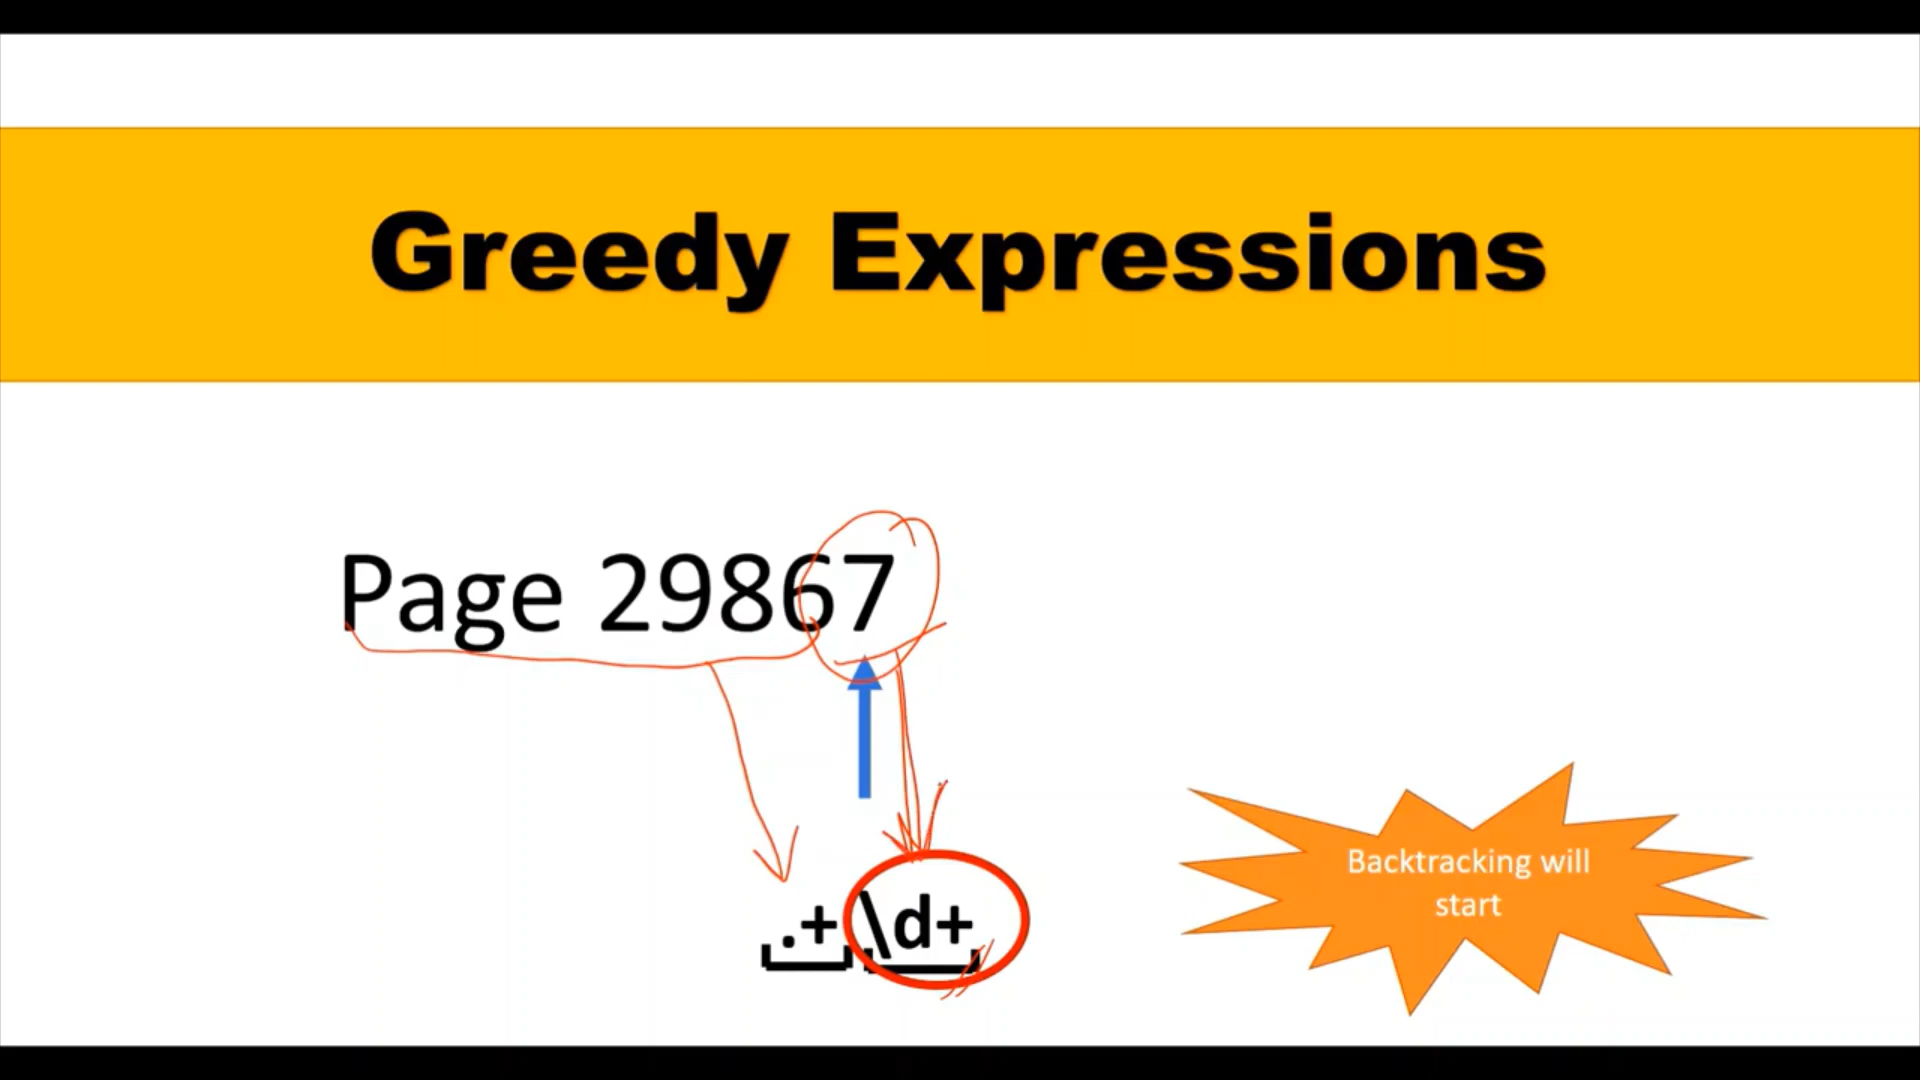 Greedy Expressions
Page 29867
.+\d+
Backtracking will
start